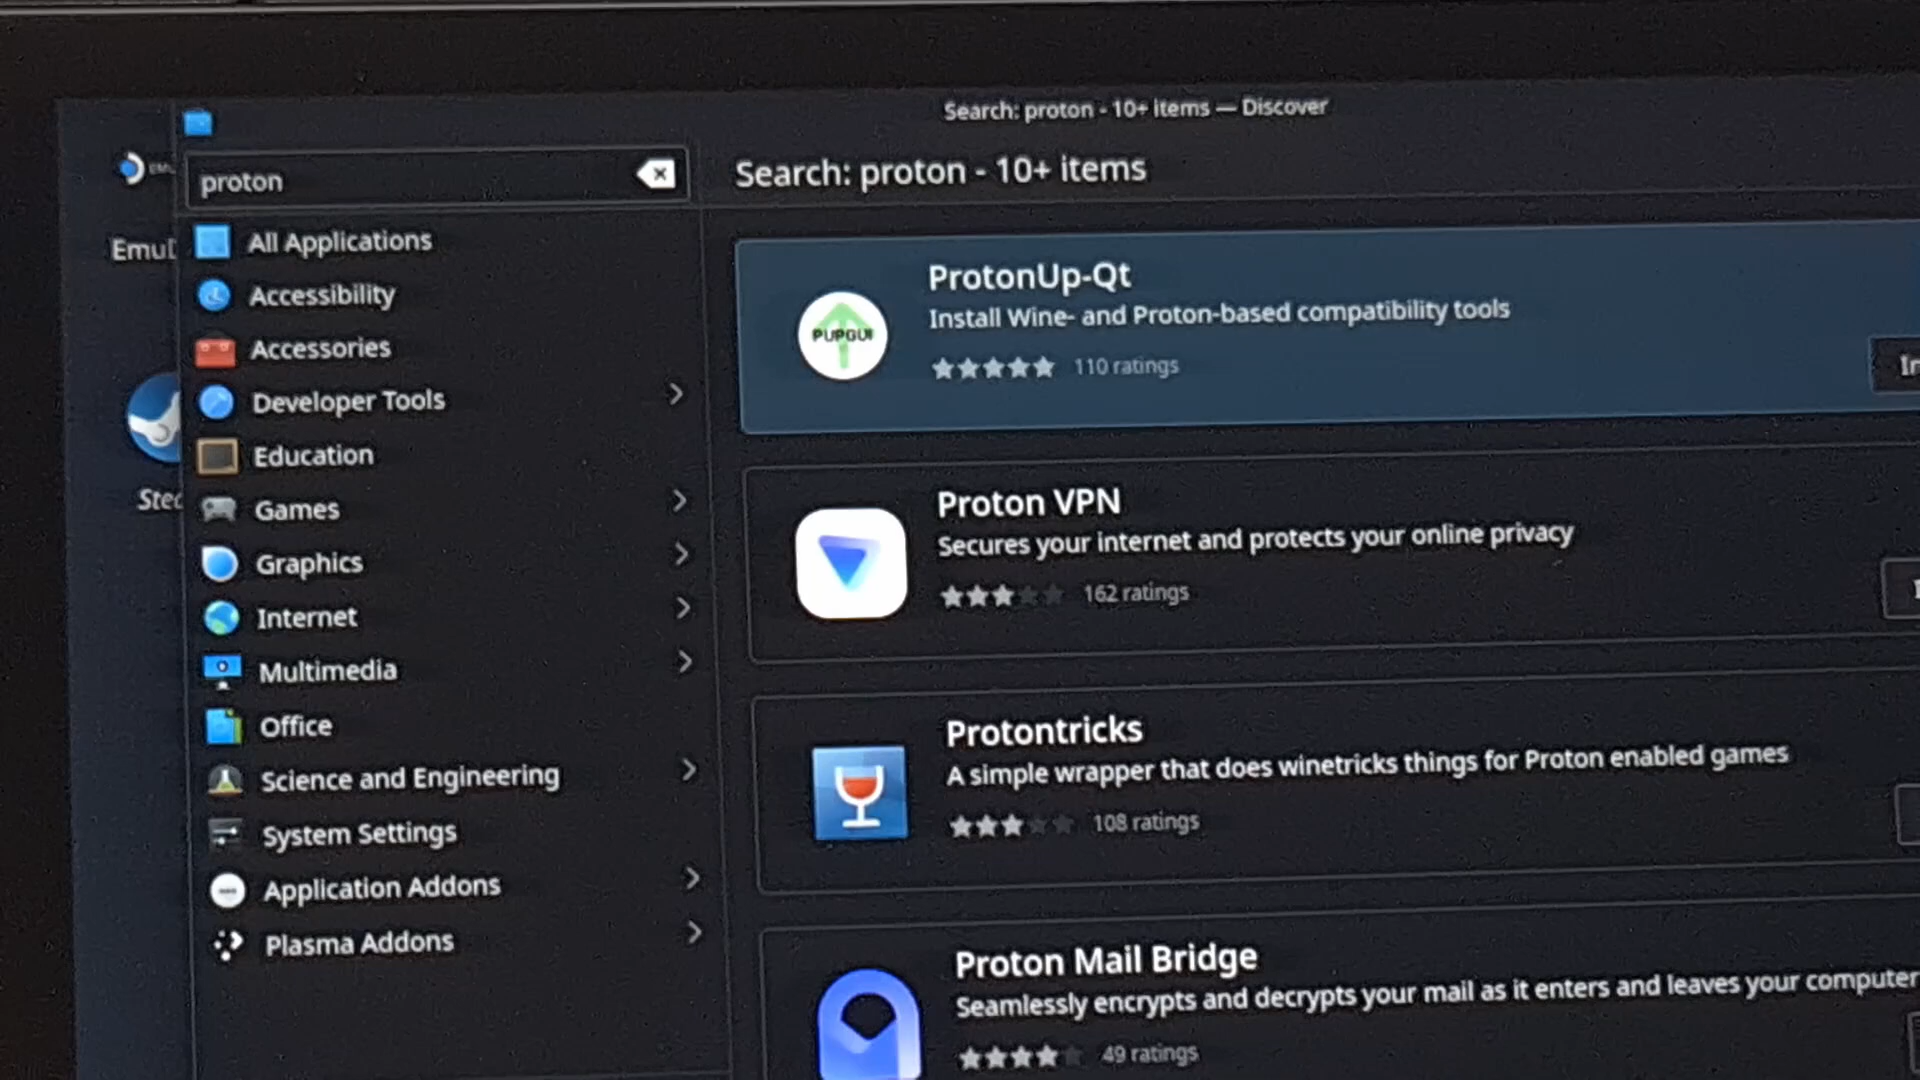 Search: proton - 10+ items — Discover
proton
Search: proton - 10+ items
All Applications
Accessibility
Accessories
Developer Tools
Education
Games
Graphics
Internet
Multimedia
Office
Science and Engineering
System Settings
Application Addons
Plasma Addons
ProtonUp-Qt
Install Wine- and Proton-based compatibility tools
PUPGUI
110 ratings
Proton VPN
Secures your internet and protects your online privacy
162 ratings
Protontricks
A simple wrapper that does winetricks things for Proton enabled games
108 ratings
Proton Mail Bridge
Seamlessly encrypts and decrypts your mail as it enters and leaves your computer
49 ratings